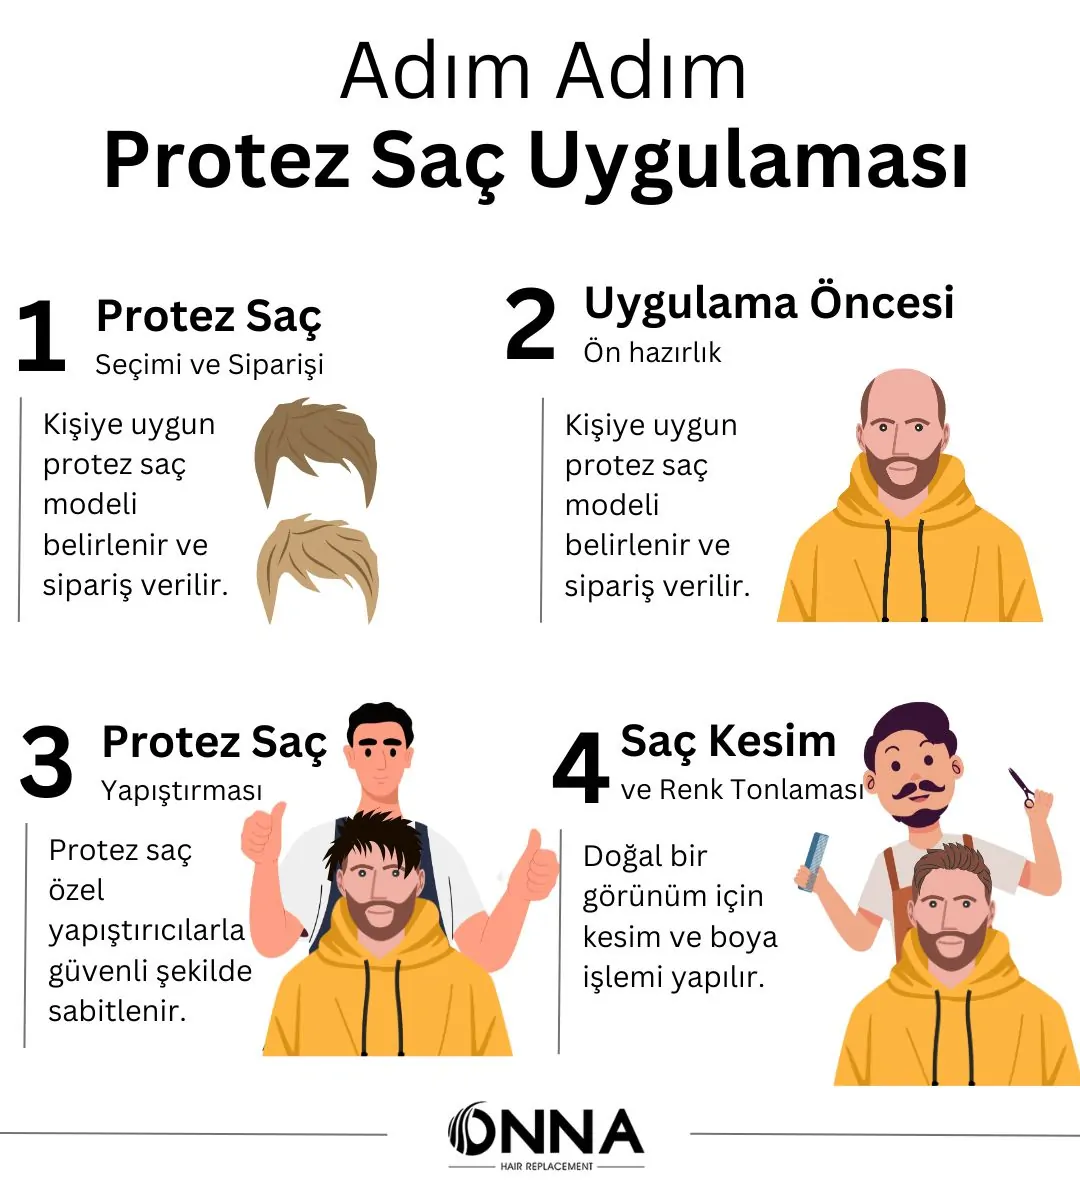 Adım Adım
Protez Saç Uygulaması
1
Protez Saç
Seçimi ve Siparişi
Kişiye uygun
protez saç
modeli
belirlenir ve
sipariş verilir.
2
Uygulama Öncesi
Ön hazırlık
Kişiye uygun
protez saç
modeli
belirlenir ve
sipariş verilir.
3
Protez Saç
Yapıştırması
Protez saç
özel
yapıştırıcılarla
güvenli şekilde
sabitlenir.
4
Saç Kesim
ve Renk Tonlaması
Doğal bir
görünüm için
kesim ve boya
işlemi yapılır.
ONNA
HAIR REPLACEMENT